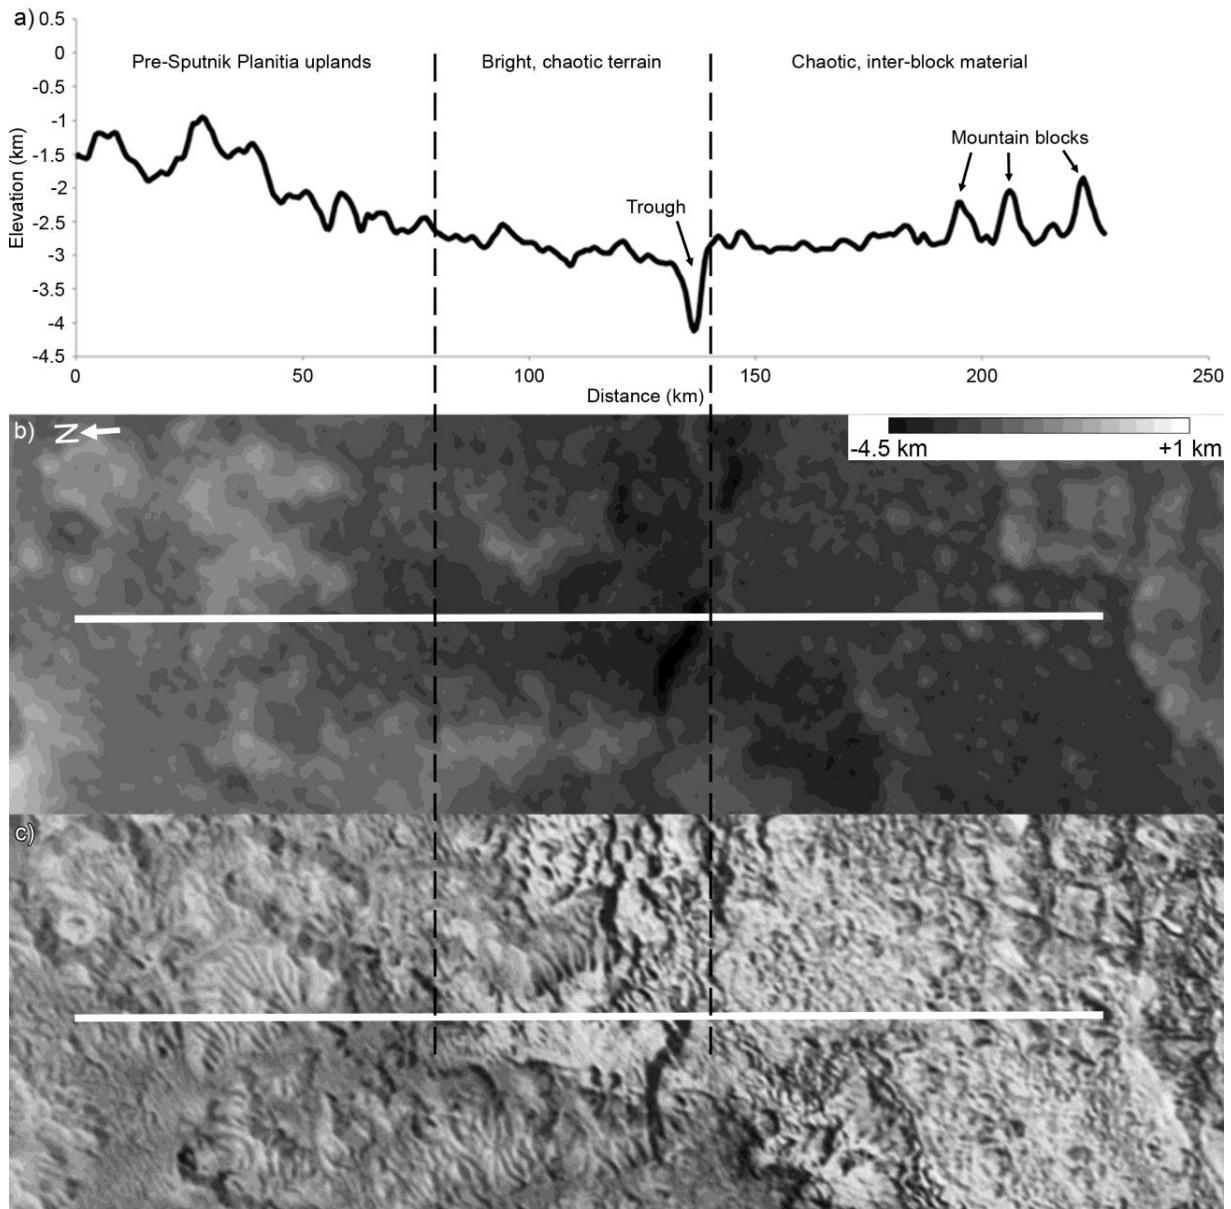 a)
0.5
0
-0.5
-1
-1.5
-2
-2.5
-3
-3.5
-4
-4.5
Elevation (km)
Pre-Sputnik Planitia uplands
Bright, chaotic terrain
Chaotic, inter-block material
Mountain blocks
Trough
0
50
100
150
200
250
Distance (km)
b)
N
-4.5 km
+1 km
c)